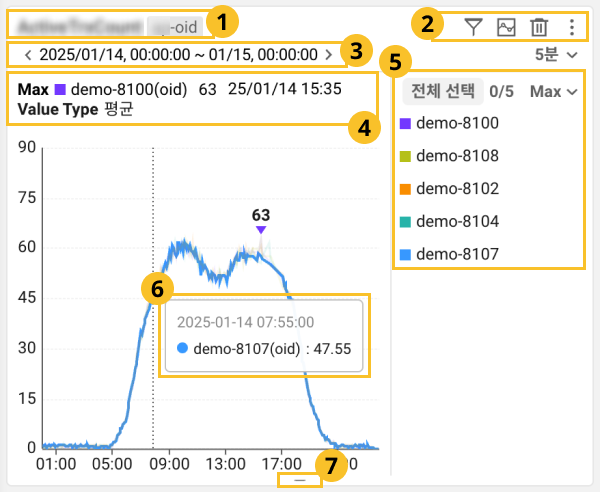 -oid
1
2
2025/01/14, 00:00:00 ~ 01/15, 00:00:00
3
5분
Max demo-8100(oid) 63 25/01/14 15:35
Value Type 평균
4
5
전체 선택 0/5 Max
demo-8100
demo-8108
demo-8102
demo-8104
demo-8107
90
75
60
45
30
15
0
63
6
2025-01-14 07:55:00
demo-8107(oid) : 47.55
01:00 05:00 09:00 13:00 17:00 :00
7